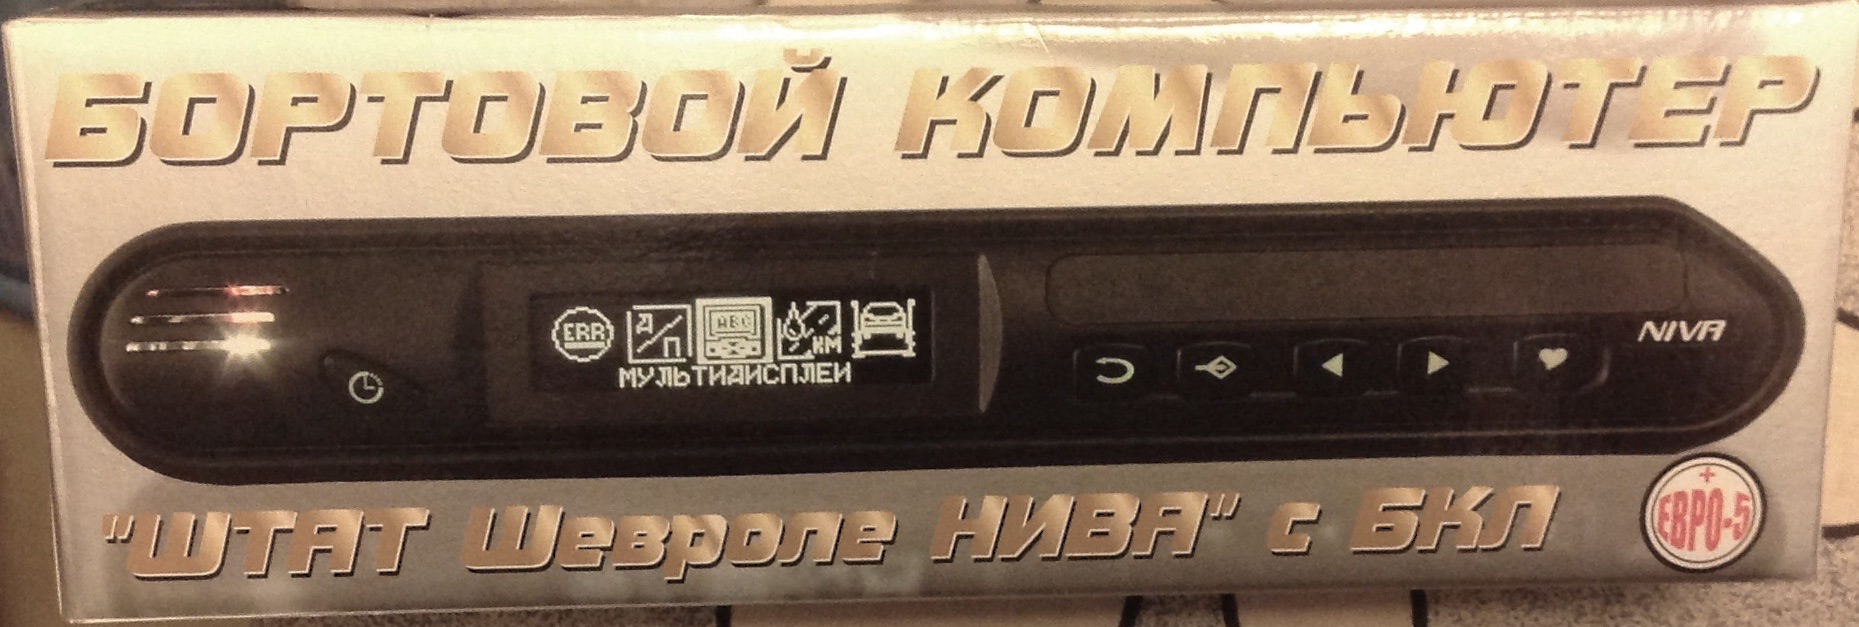 БОРТОВОЙ КОМПЬЮТЕР
ERR Д/П ABC КМ
МУЛЬТИДИСПЛЕЙ
NIVA
"ШТАТ Шевроле НИВА" с БКЛ
+
ЕВРО-5